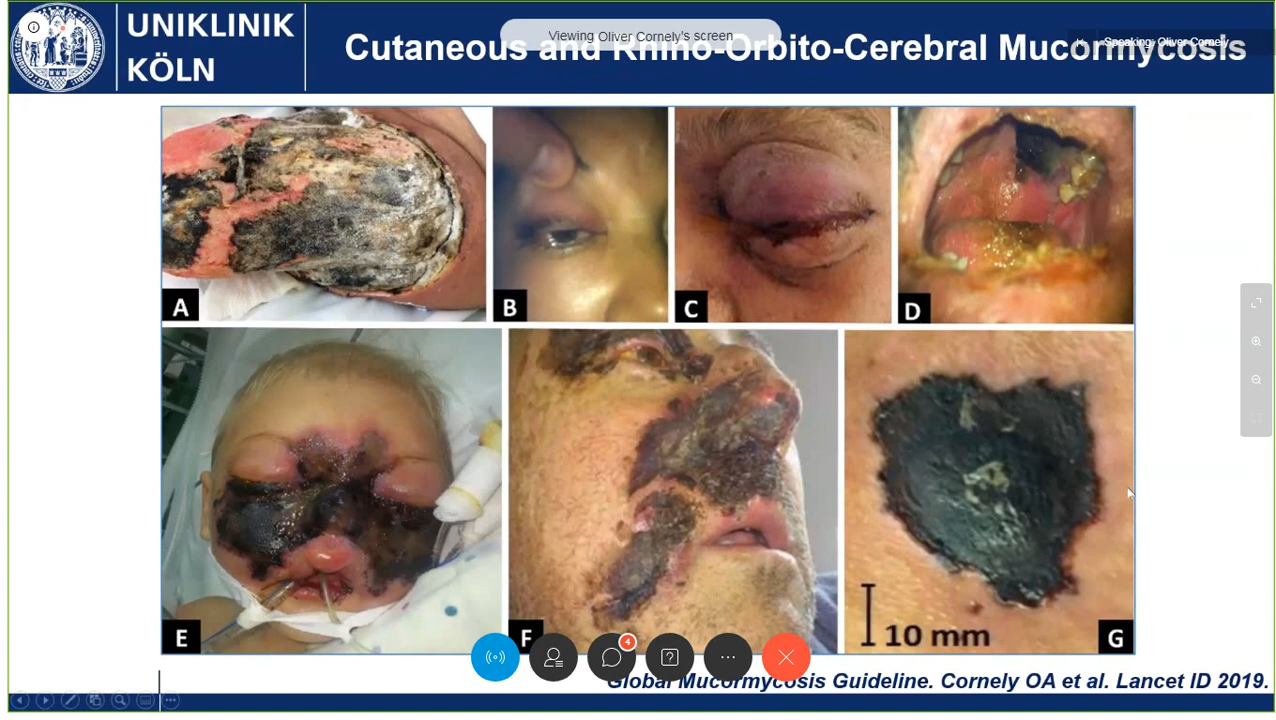 UNIKLINIK
KÖLN
Cutaneous and Rhino-Orbito-Cerebral Mucormycosis
Viewing Oliver Cornely's screen
Speaking: Oliver Cornely
A
B
C
D
E
F
G
10 mm
4
Global Mucormycosis Guideline. Cornely OA et al. Lancet ID 2019.